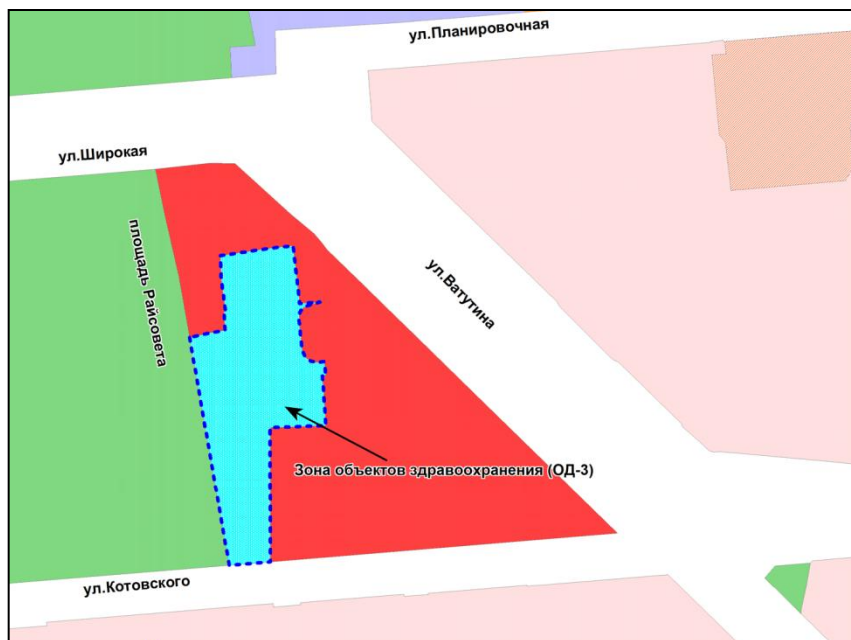 ул.Планировочная
ул.Широкая
площадь Райсовета
ул.Ватутина
Зона объектов здравоохранения (ОД-3)
ул.Котовского